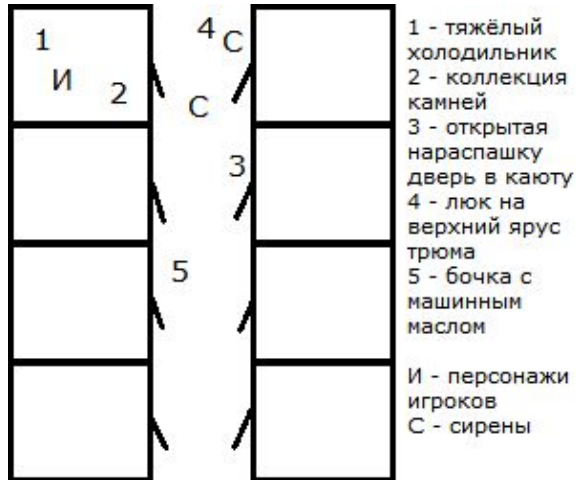 1
И
2
4
С
С
3
5
1 - тяжёлый
холодильник
2 - коллекция
камней
3 - открытая
нараспашку
дверь в каюту
4 - люк на
верхний ярус
трюма
5 - бочка с
машинным
маслом
И - персонажи
игроков
С - сирены